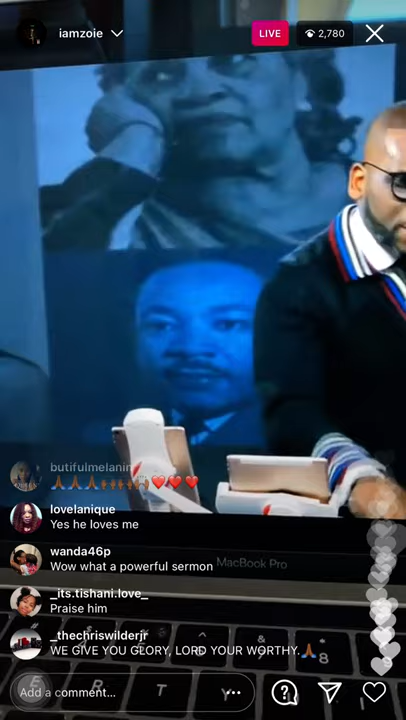 iamzoie
LIVE
2,780
butifulmelanin
🙏🏾🙏🏾🙏🏾🙌🏾🙌🏾🙌🏾❤️❤️❤️
lovelanique
Yes he loves me
wanda46p
Wow what a powerful sermon
MacBook Pro
_its.tishani.love_
Praise him
_thechriswilderjr
WE GIVE YOU GLORY, LORD YOUR WORTHY.🙏🏾
^
&
8
E
R
T
Y
Add a comment...